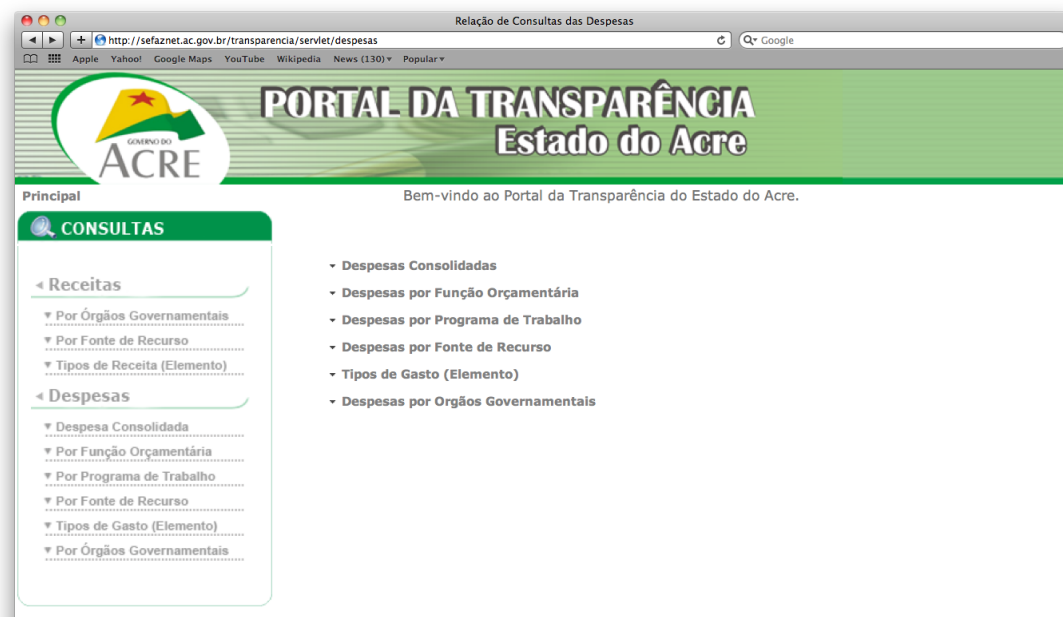 Relação de Consultas das Despesas
http://sefaznet.ac.gov.br/transparencia/servlet/despesas
Google
Apple Yahoo! Google Maps YouTube Wikipedia News (130) Popular
PORTAL DA TRANSPARÊNCIA
Estado do Acre
GOVERNO DO
ACRE
Principal
Bem-vindo ao Portal da Transparência do Estado do Acre.
CONSULTAS
Receitas
Por Órgãos Governamentais
Por Fonte de Recurso
Tipos de Receita (Elemento)
Despesas
Despesa Consolidada
Por Função Orçamentária
Por Programa de Trabalho
Por Fonte de Recurso
Tipos de Gasto (Elemento)
Por Órgãos Governamentais
Despesas Consolidadas
Despesas por Função Orçamentária
Despesas por Programa de Trabalho
Despesas por Fonte de Recurso
Tipos de Gasto (Elemento)
Despesas por Orgãos Governamentais